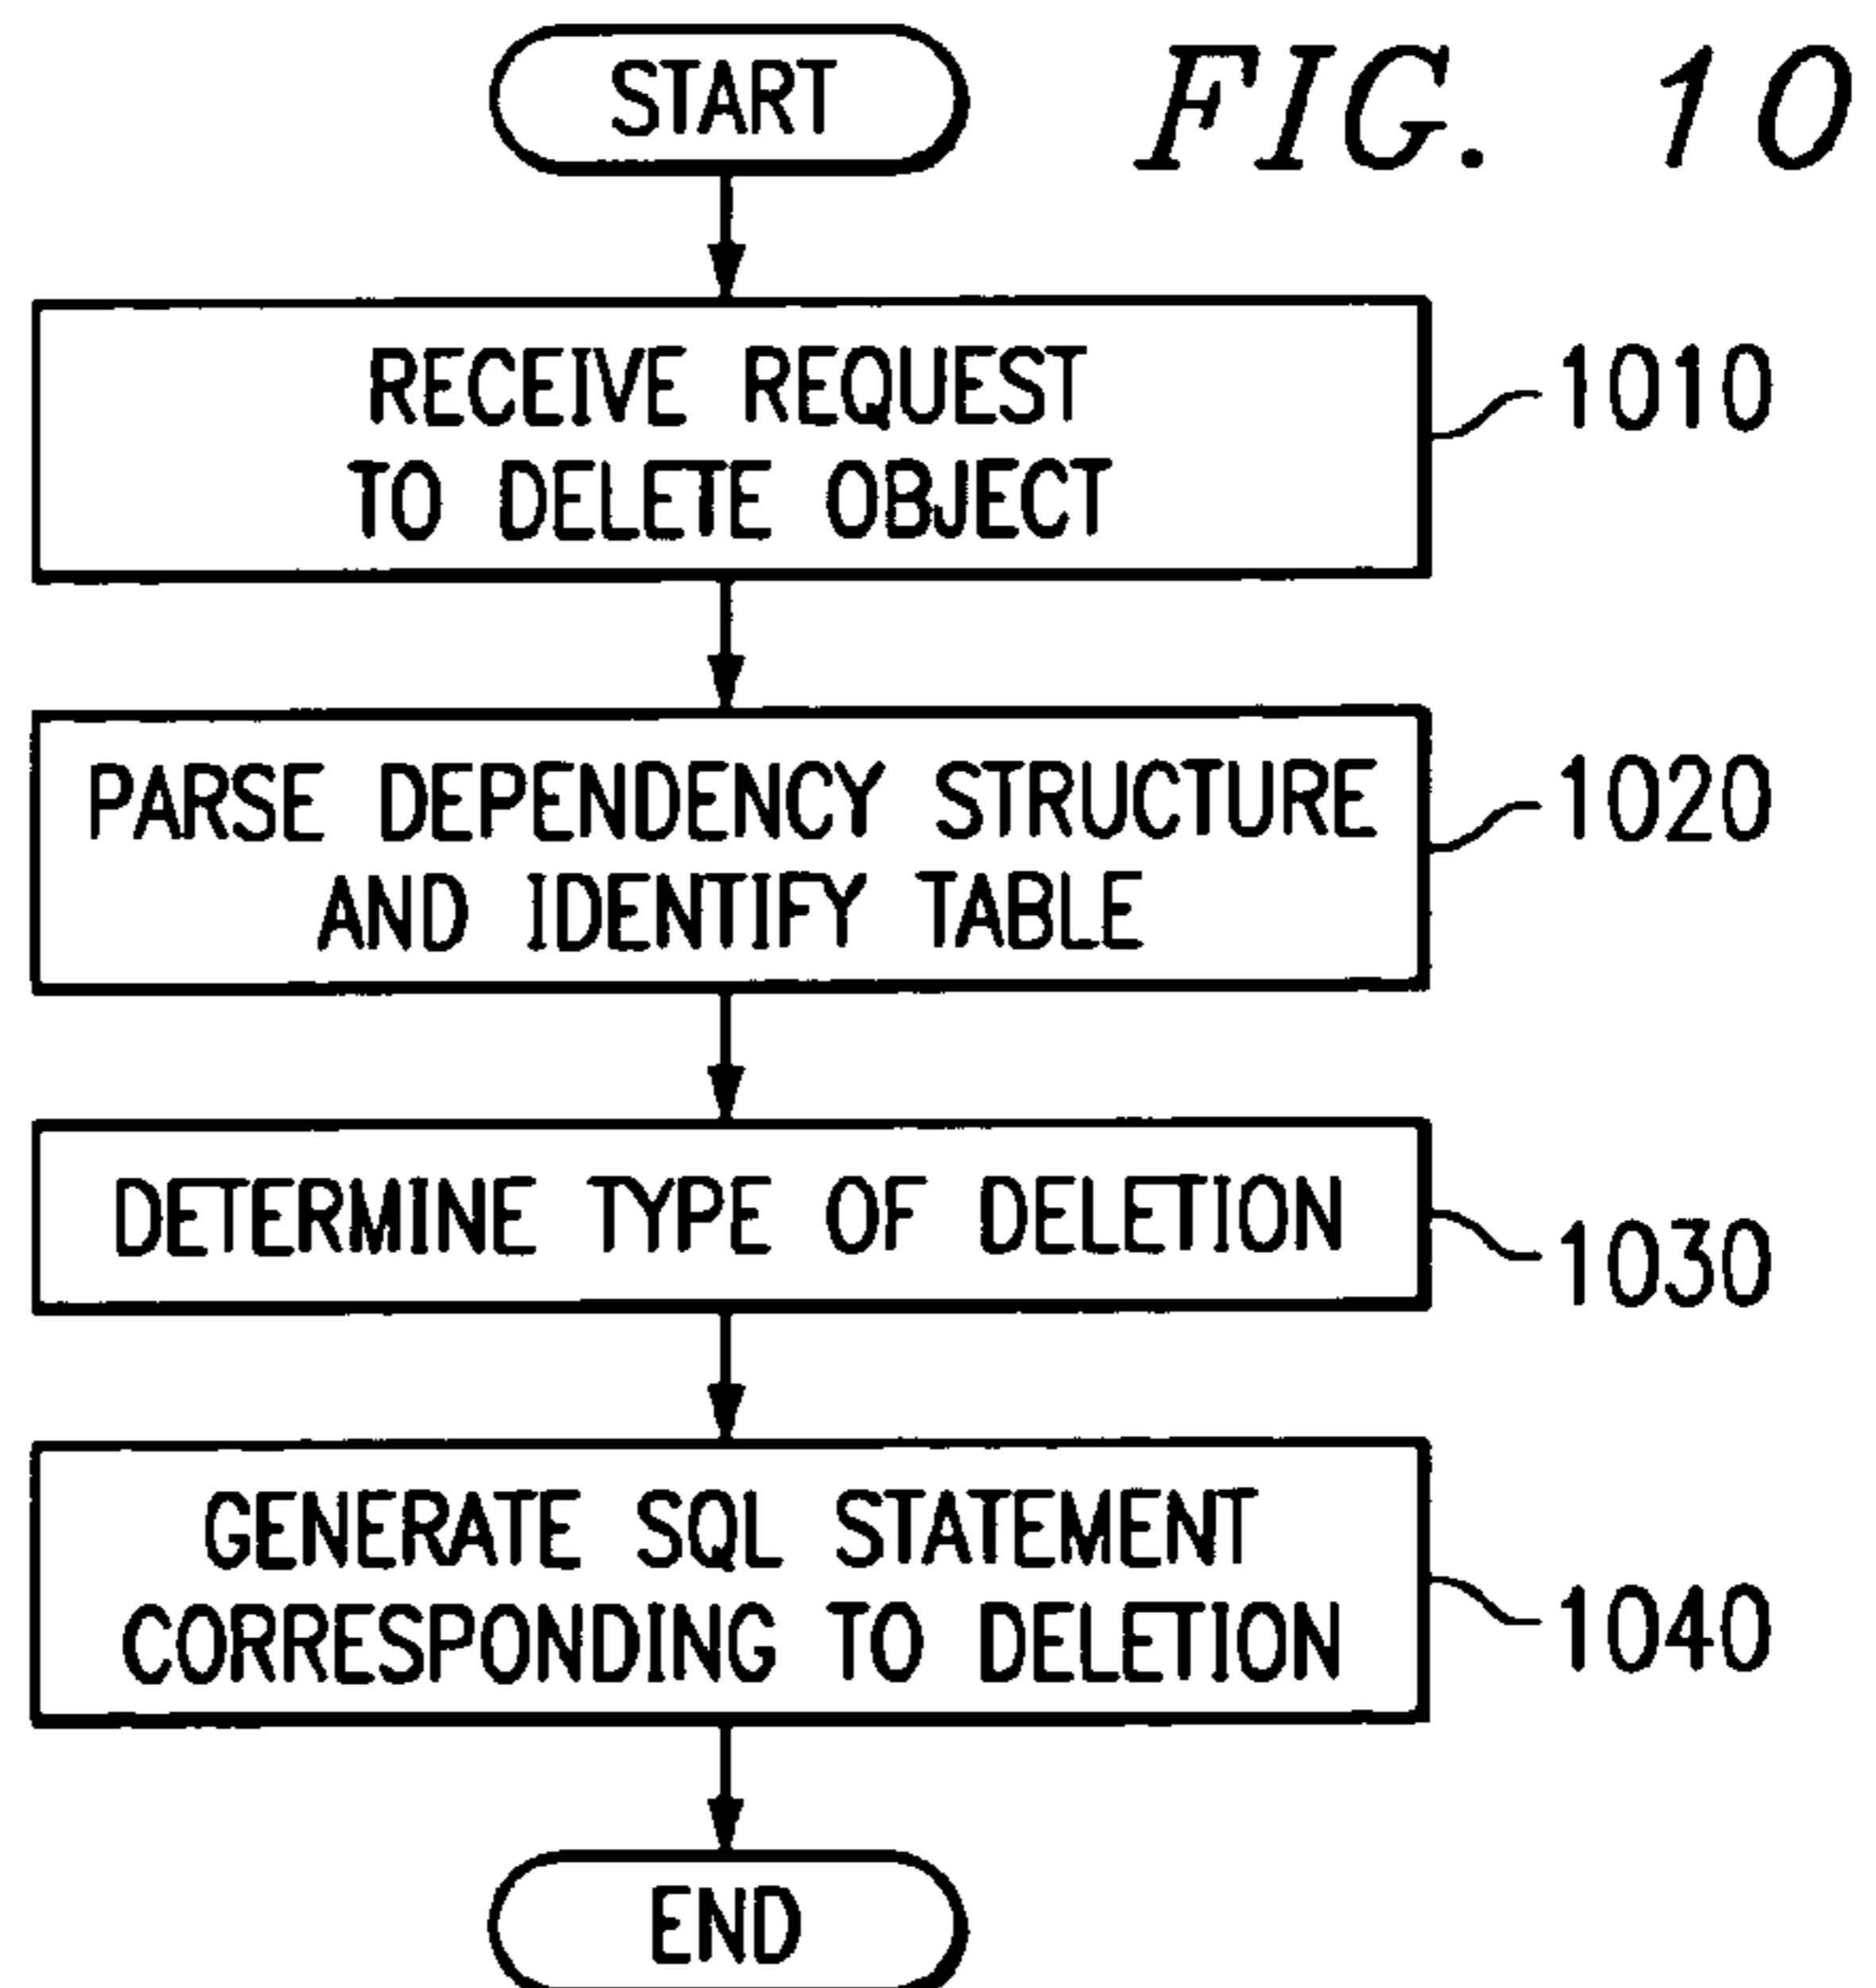 START
FIG. 10
RECEIVE REQUEST
TO DELETE OBJECT
1010
PARSE DEPENDENCY STRUCTURE
AND IDENTIFY TABLE
1020
DETERMINE TYPE OF DELETION
1030
GENERATE SQL STATEMENT
CORRESPONDING TO DELETION
1040
END